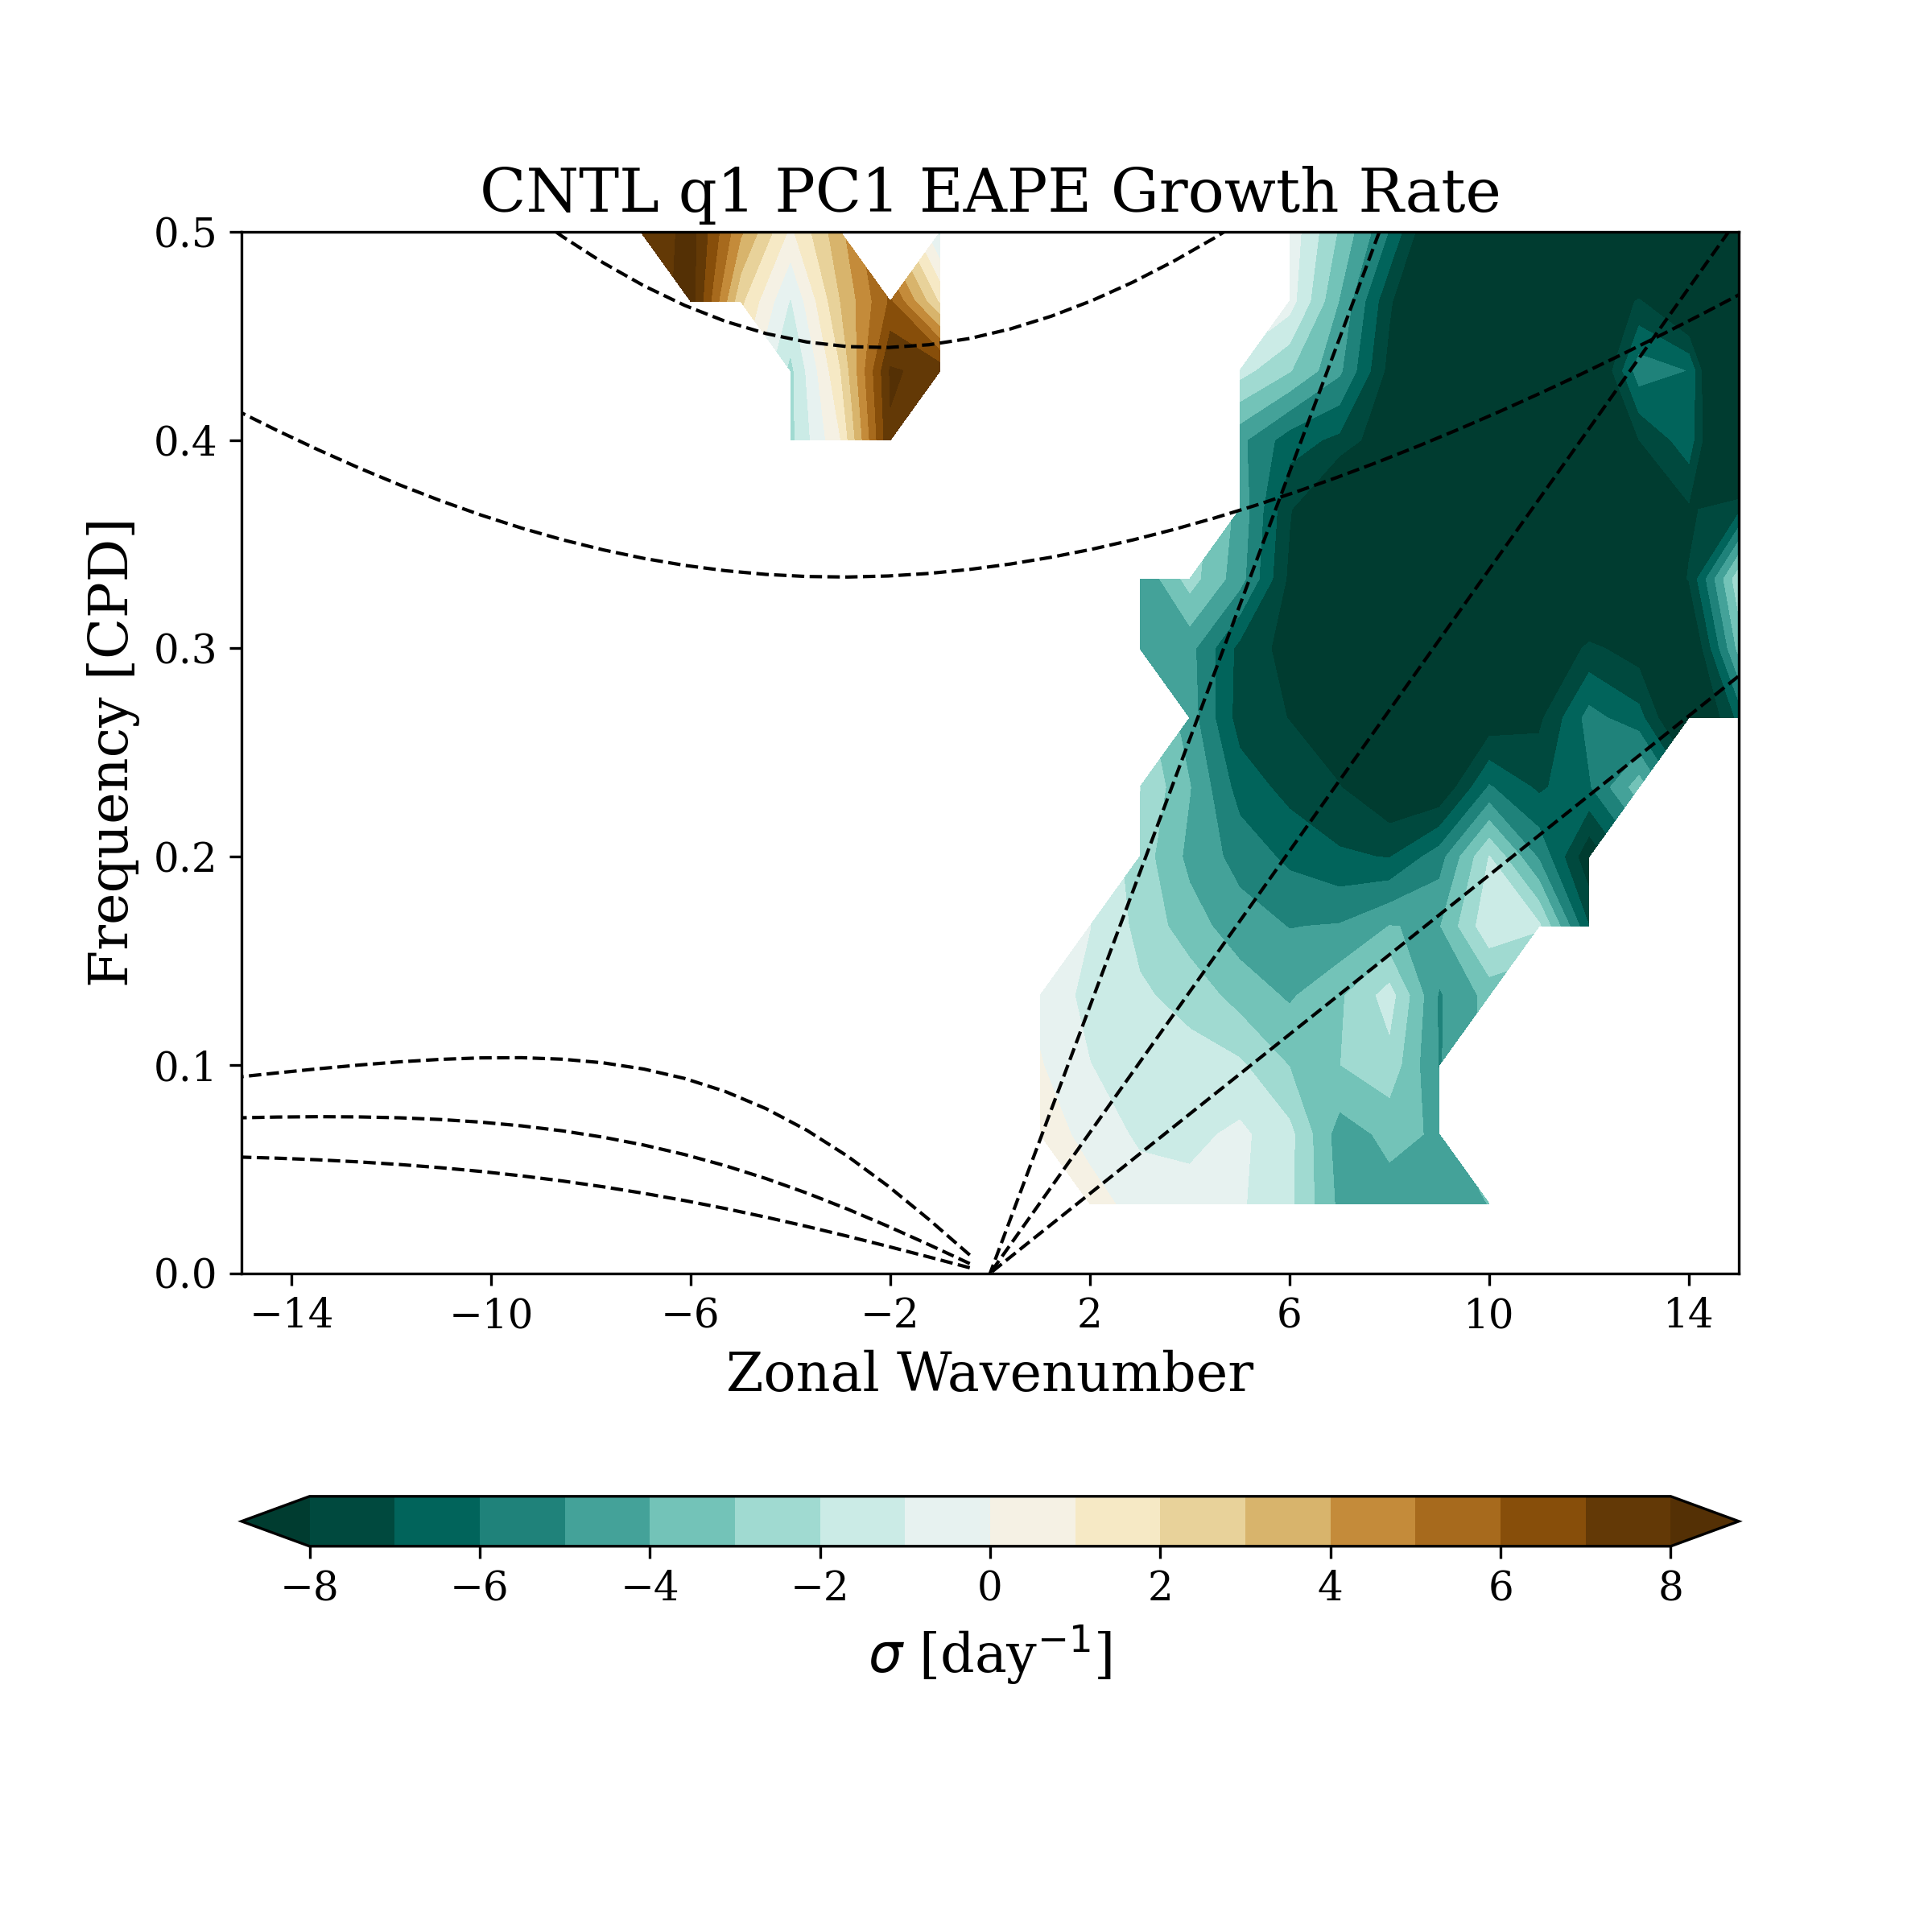 CNTL q1 PC1 EAPE Growth Rate
0.5
0.4
0.3
0.2
0.1
0.0
Frequency [CPD]
−14 −10 −6 −2 2 6 10 14
Zonal Wavenumber
−8 −6 −4 −2 0 2 4 6 8
σ [day⁻¹]